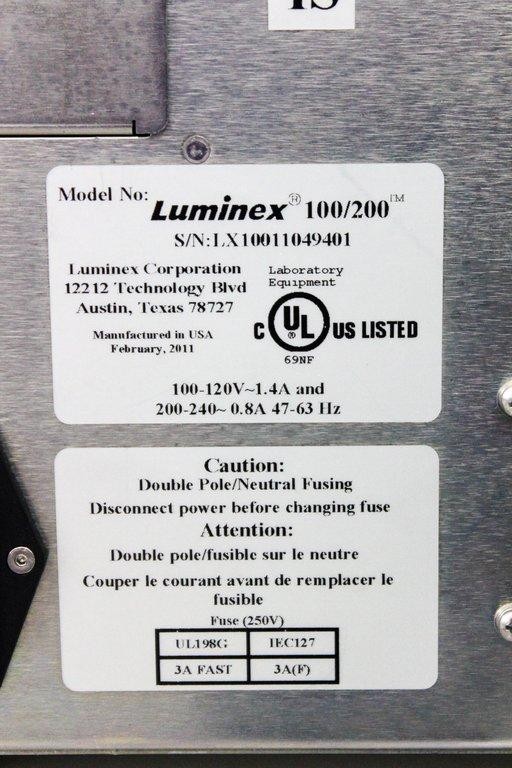 IS
Model No: Luminex® 100/200™
S/N:LX10011049401
Luminex Corporation
12212 Technology Blvd
Austin, Texas 78727
Manufactured in USA
February, 2011
Laboratory
Equipment
C UL ® US LISTED
69NF
100-120V~1.4A and
200-240~ 0.8A 47-63 Hz
Caution:
Double Pole/Neutral Fusing
Disconnect power before changing fuse
Attention:
Double pole/fusible sur le neutre
Couper le courant avant de remplacer le
fusible
Fuse (250V)
UL198G IEC127
3A FAST 3A(F)